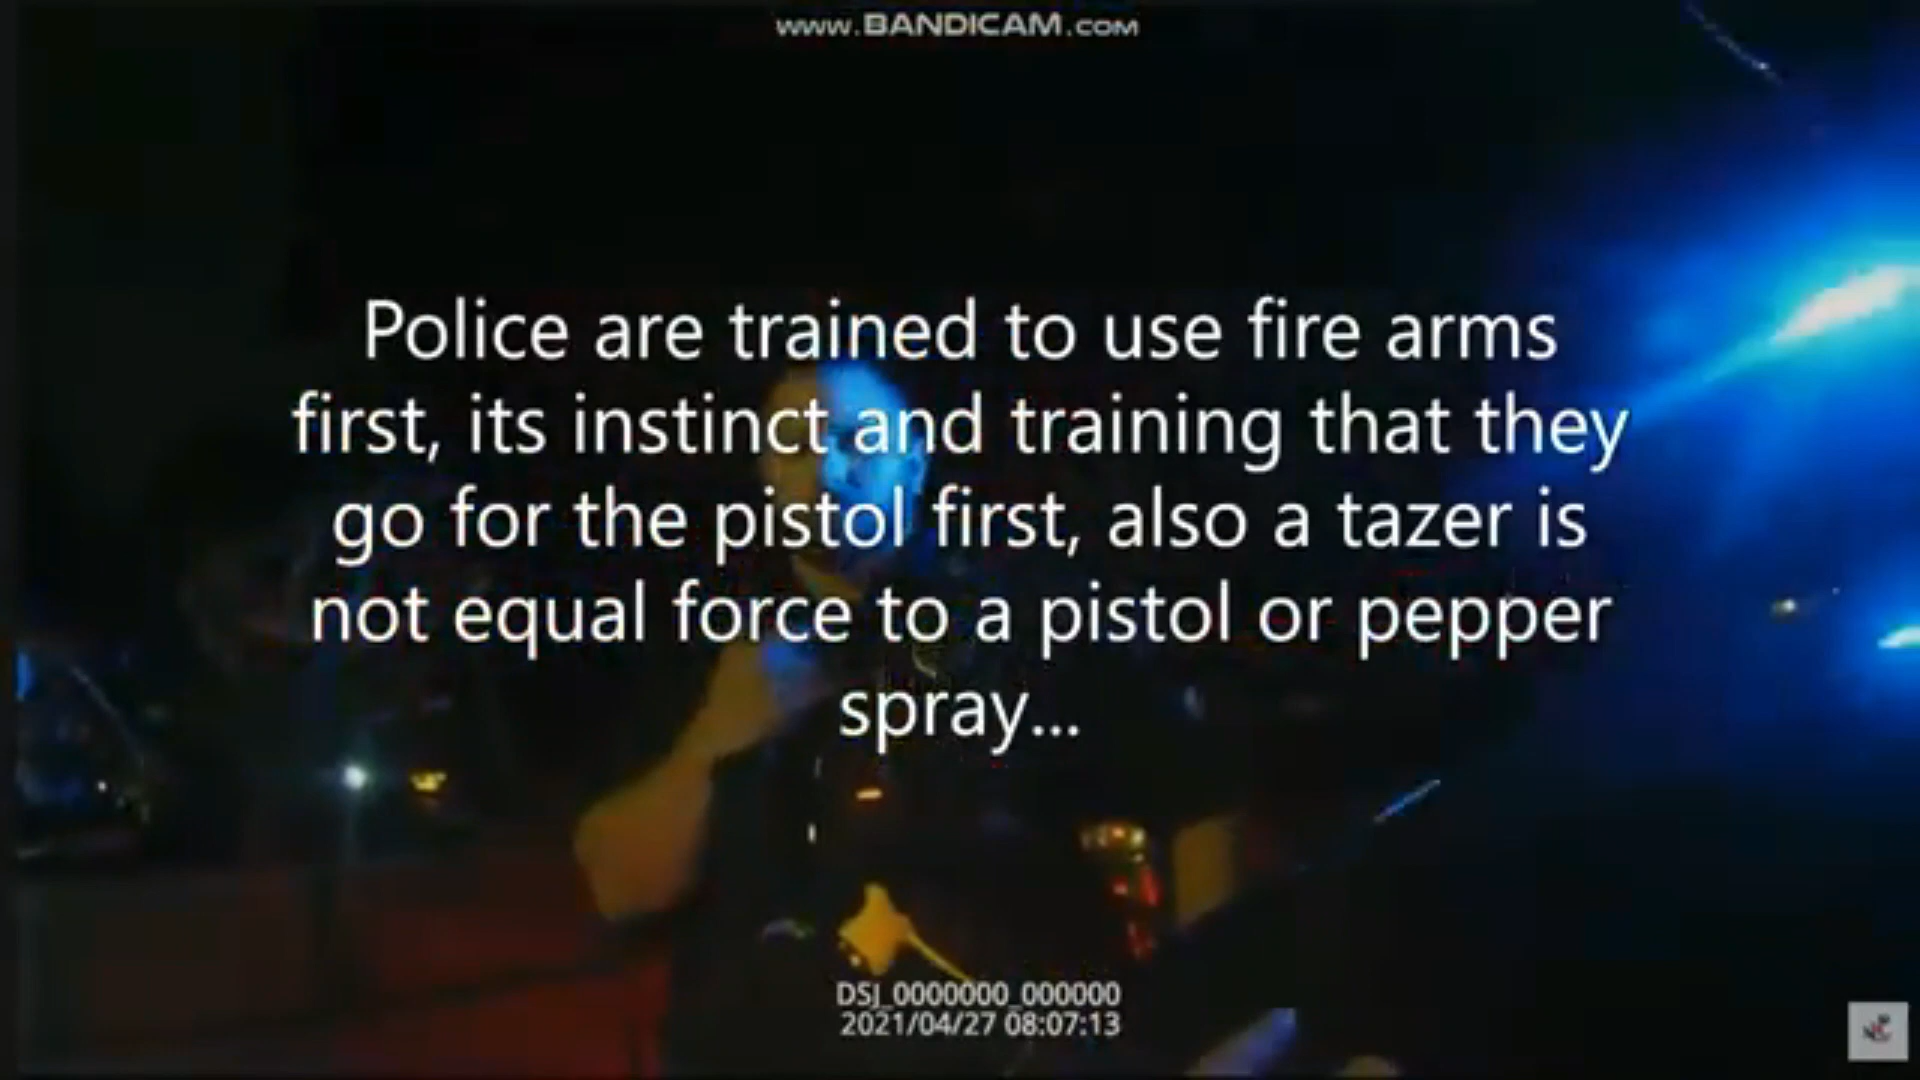 www.BANDICAM.COM
Police are trained to use fire arms
first, its instinct and training that they
go for the pistol first, also a tazer is
not equal force to a pistol or pepper
spray...
DSJ_0000000_000000
2021/04/27 08:07:13